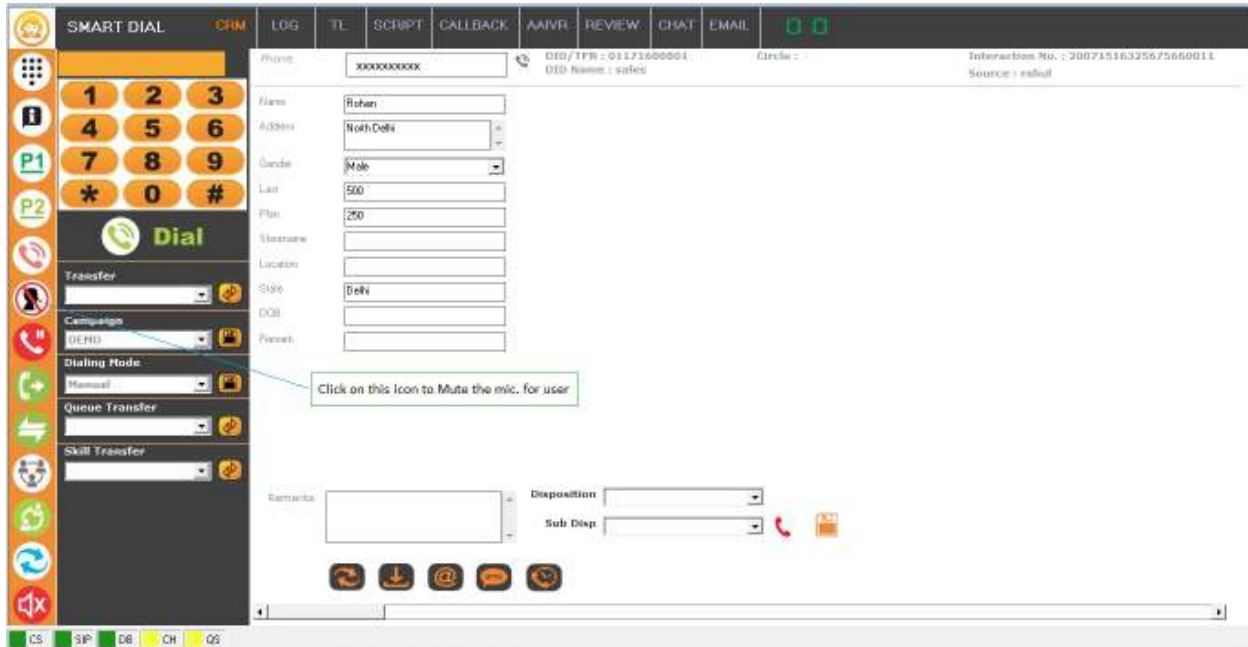 SMART DIAL
CRM
LOG
TL
SCRIPT
CALLBACK
AAIVR
REVIEW
CHAT
EMAIL
00
Phone
xxxxxxxxxx
DID/TFN : 01171600001
DID Name : sales
Circle : -
Interaction No. : 20071516325675660011
Source :
1 2 3
4 5 6
7 8 9
* 0 #
P1
P2
Dial
Transfer
Campaign
DEMO
Dialing Mode
Manual
Queue Transfer
Skill Transfer
Name
Rohan
Address
North Delhi
Gender
Male
Last
500
Plan
250
Location
State
Delhi
DOB
Click on this icon to Mute the mic. for user
Remarks
Disposition
Sub Disp
CS
SIP
DB
CH
QS